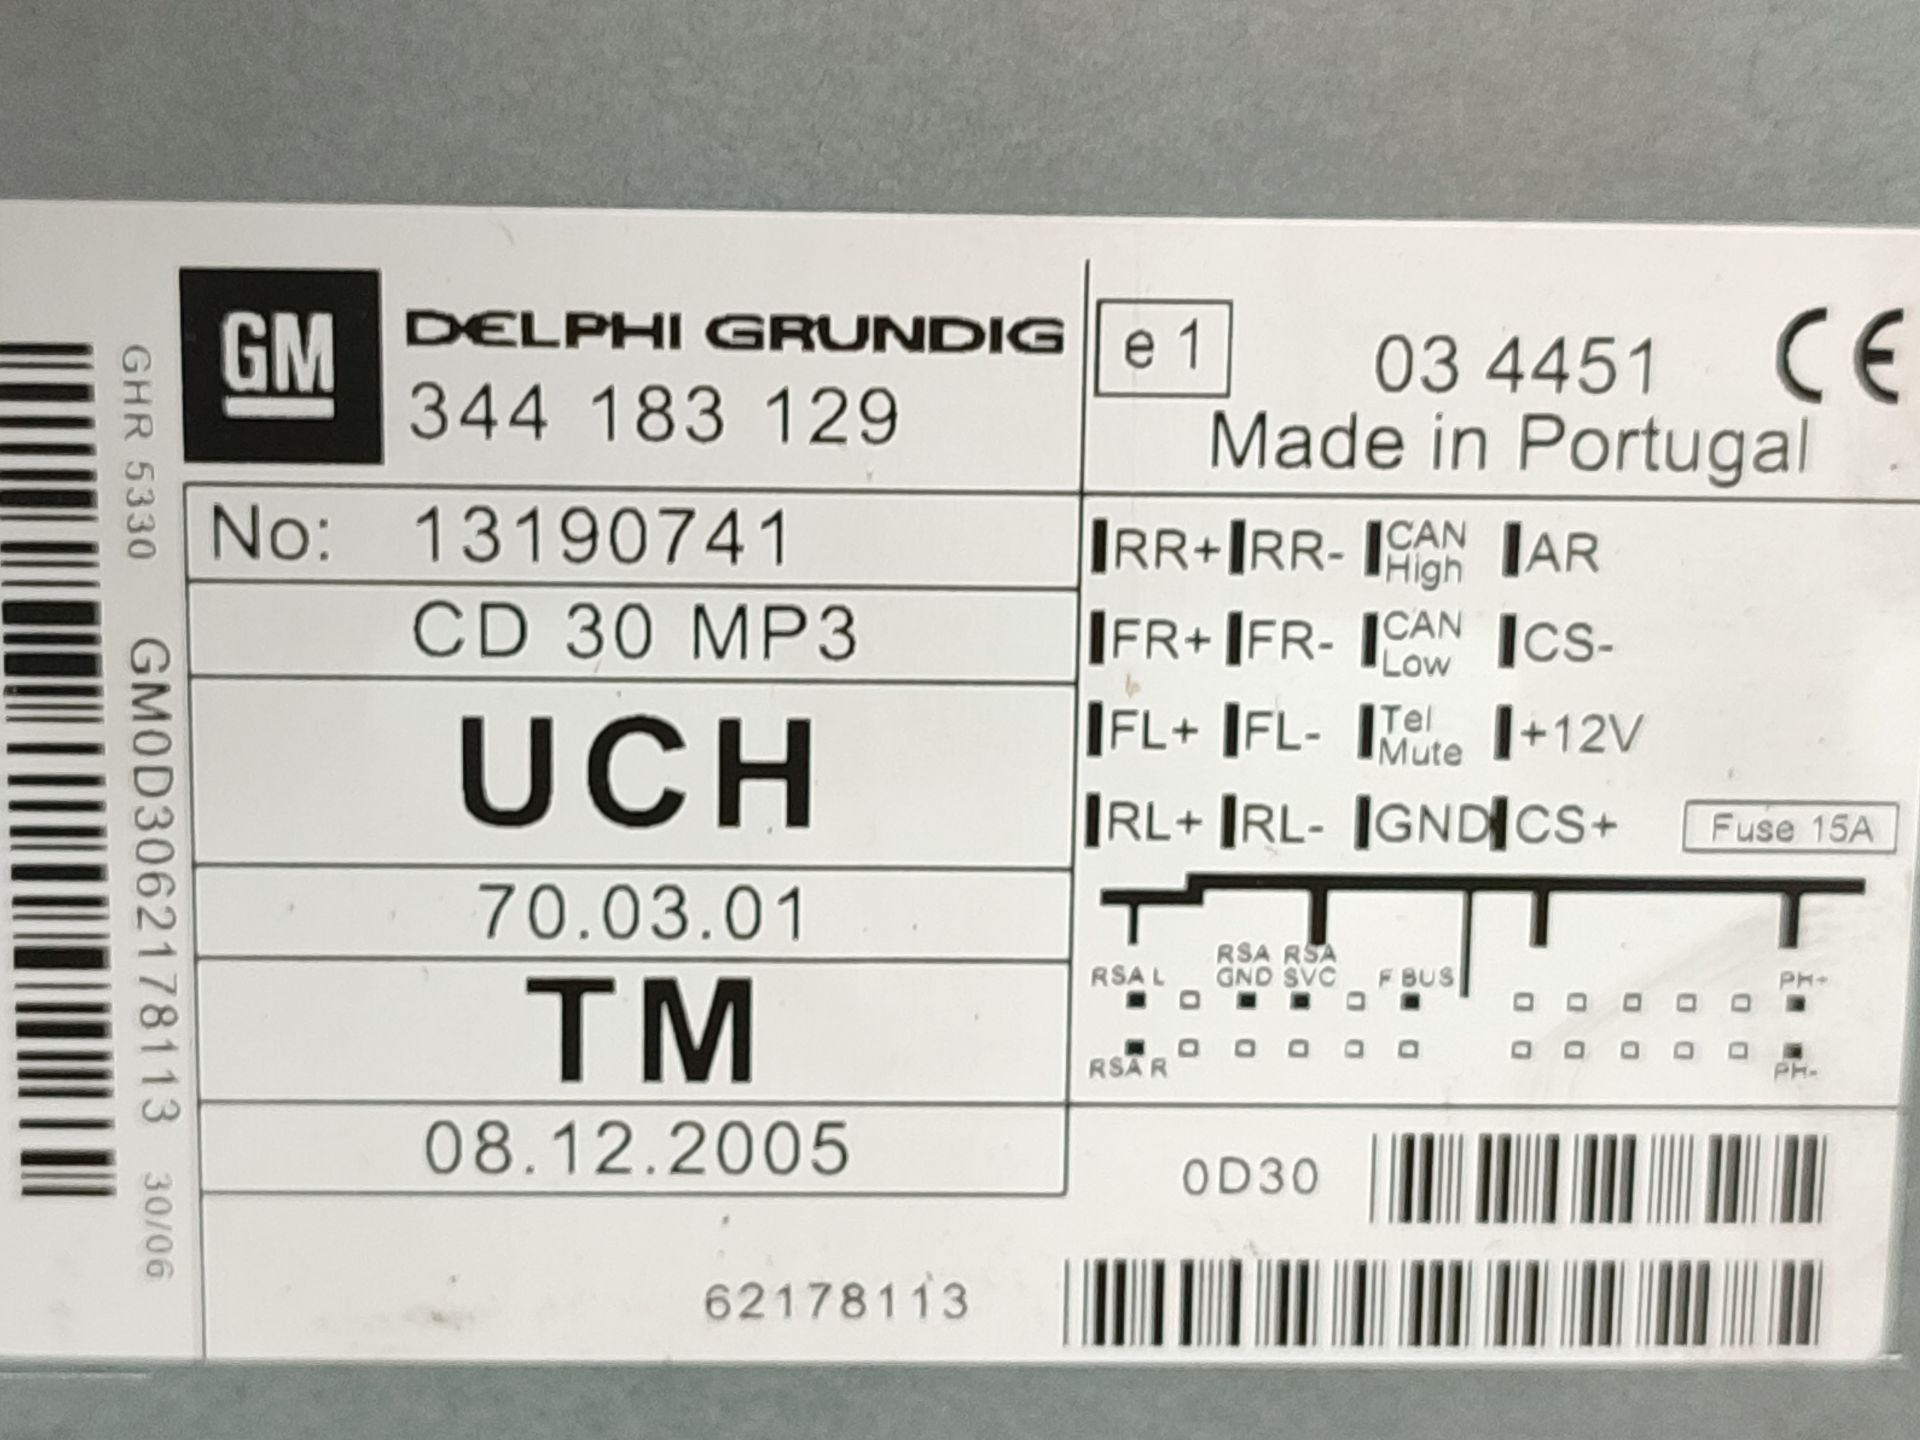 GHR 5330 GM0D3062178113 30/06
GM
DELPHI GRUNDIG
344 183 129
No: 13190741
CD 30 MP3
UCH
70.03.01
TM
08.12.2005
62178113
e1 03 4451 CE
Made in Portugal
RR+ RR- CAN High AR
FR+ FR- CAN Low CS-
FL+ FL- Tel Mute +12V
RL+ RL- GND CS+ Fuse 15A
RSA L RSA GND RSA SVC F BUS PH+
RSA R PH-
0D30